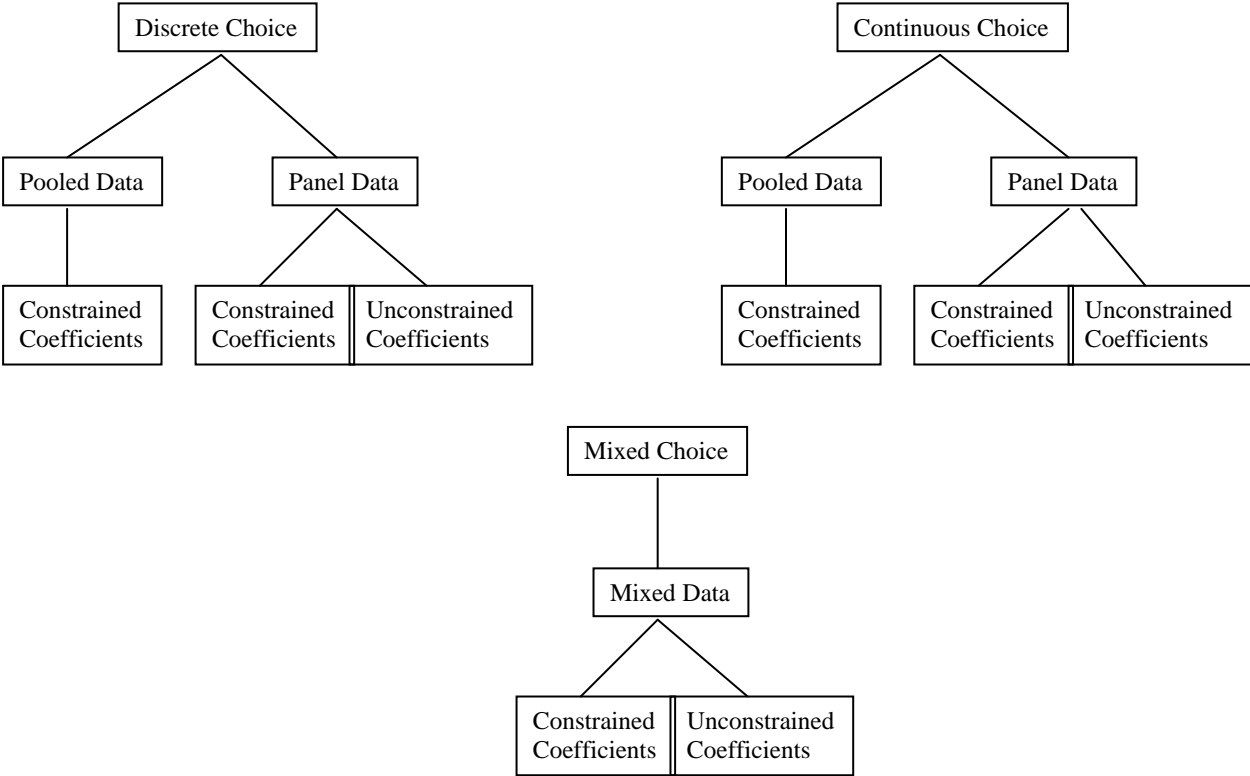 Discrete Choice
Continuous Choice
Pooled Data
Panel Data
Pooled Data
Panel Data
Constrained
Coefficients
Constrained
Coefficients
Unconstrained
Coefficients
Constrained
Coefficients
Constrained
Coefficients
Unconstrained
Coefficients
Mixed Choice
Mixed Data
Constrained
Coefficients
Unconstrained
Coefficients